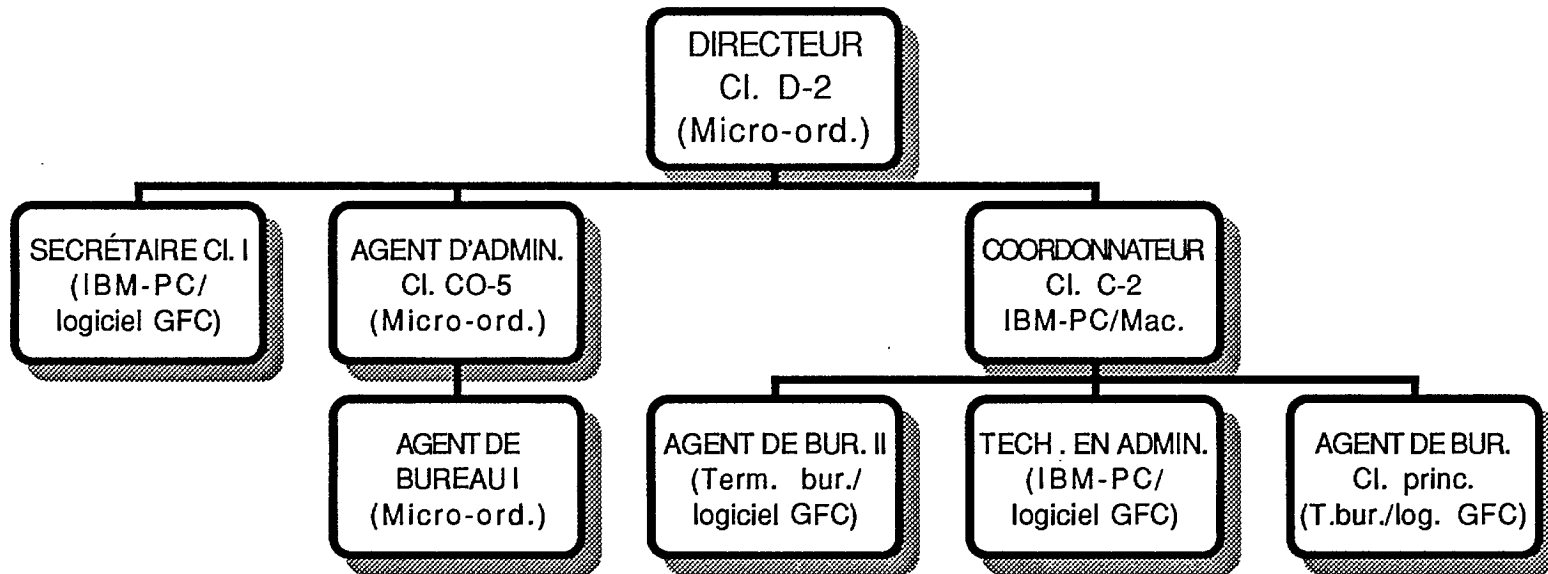 DIRECTEUR
Cl. D-2
(Micro-ord.)
SECRÉTAIRE Cl. I
(IBM-PC/
logiciel GFC)
AGENT D'ADMIN.
Cl. CO-5
(Micro-ord.)
COORDONNATEUR
Cl. C-2
IBM-PC/Mac.
AGENT DE
BUREAU I
(Micro-ord.)
AGENT DE BUR. II
(Term. bur./
logiciel GFC)
TECH. EN ADMIN.
(IBM-PC/
logiciel GFC)
AGENT DE BUR.
Cl. princ.
(T.bur./log. GFC)